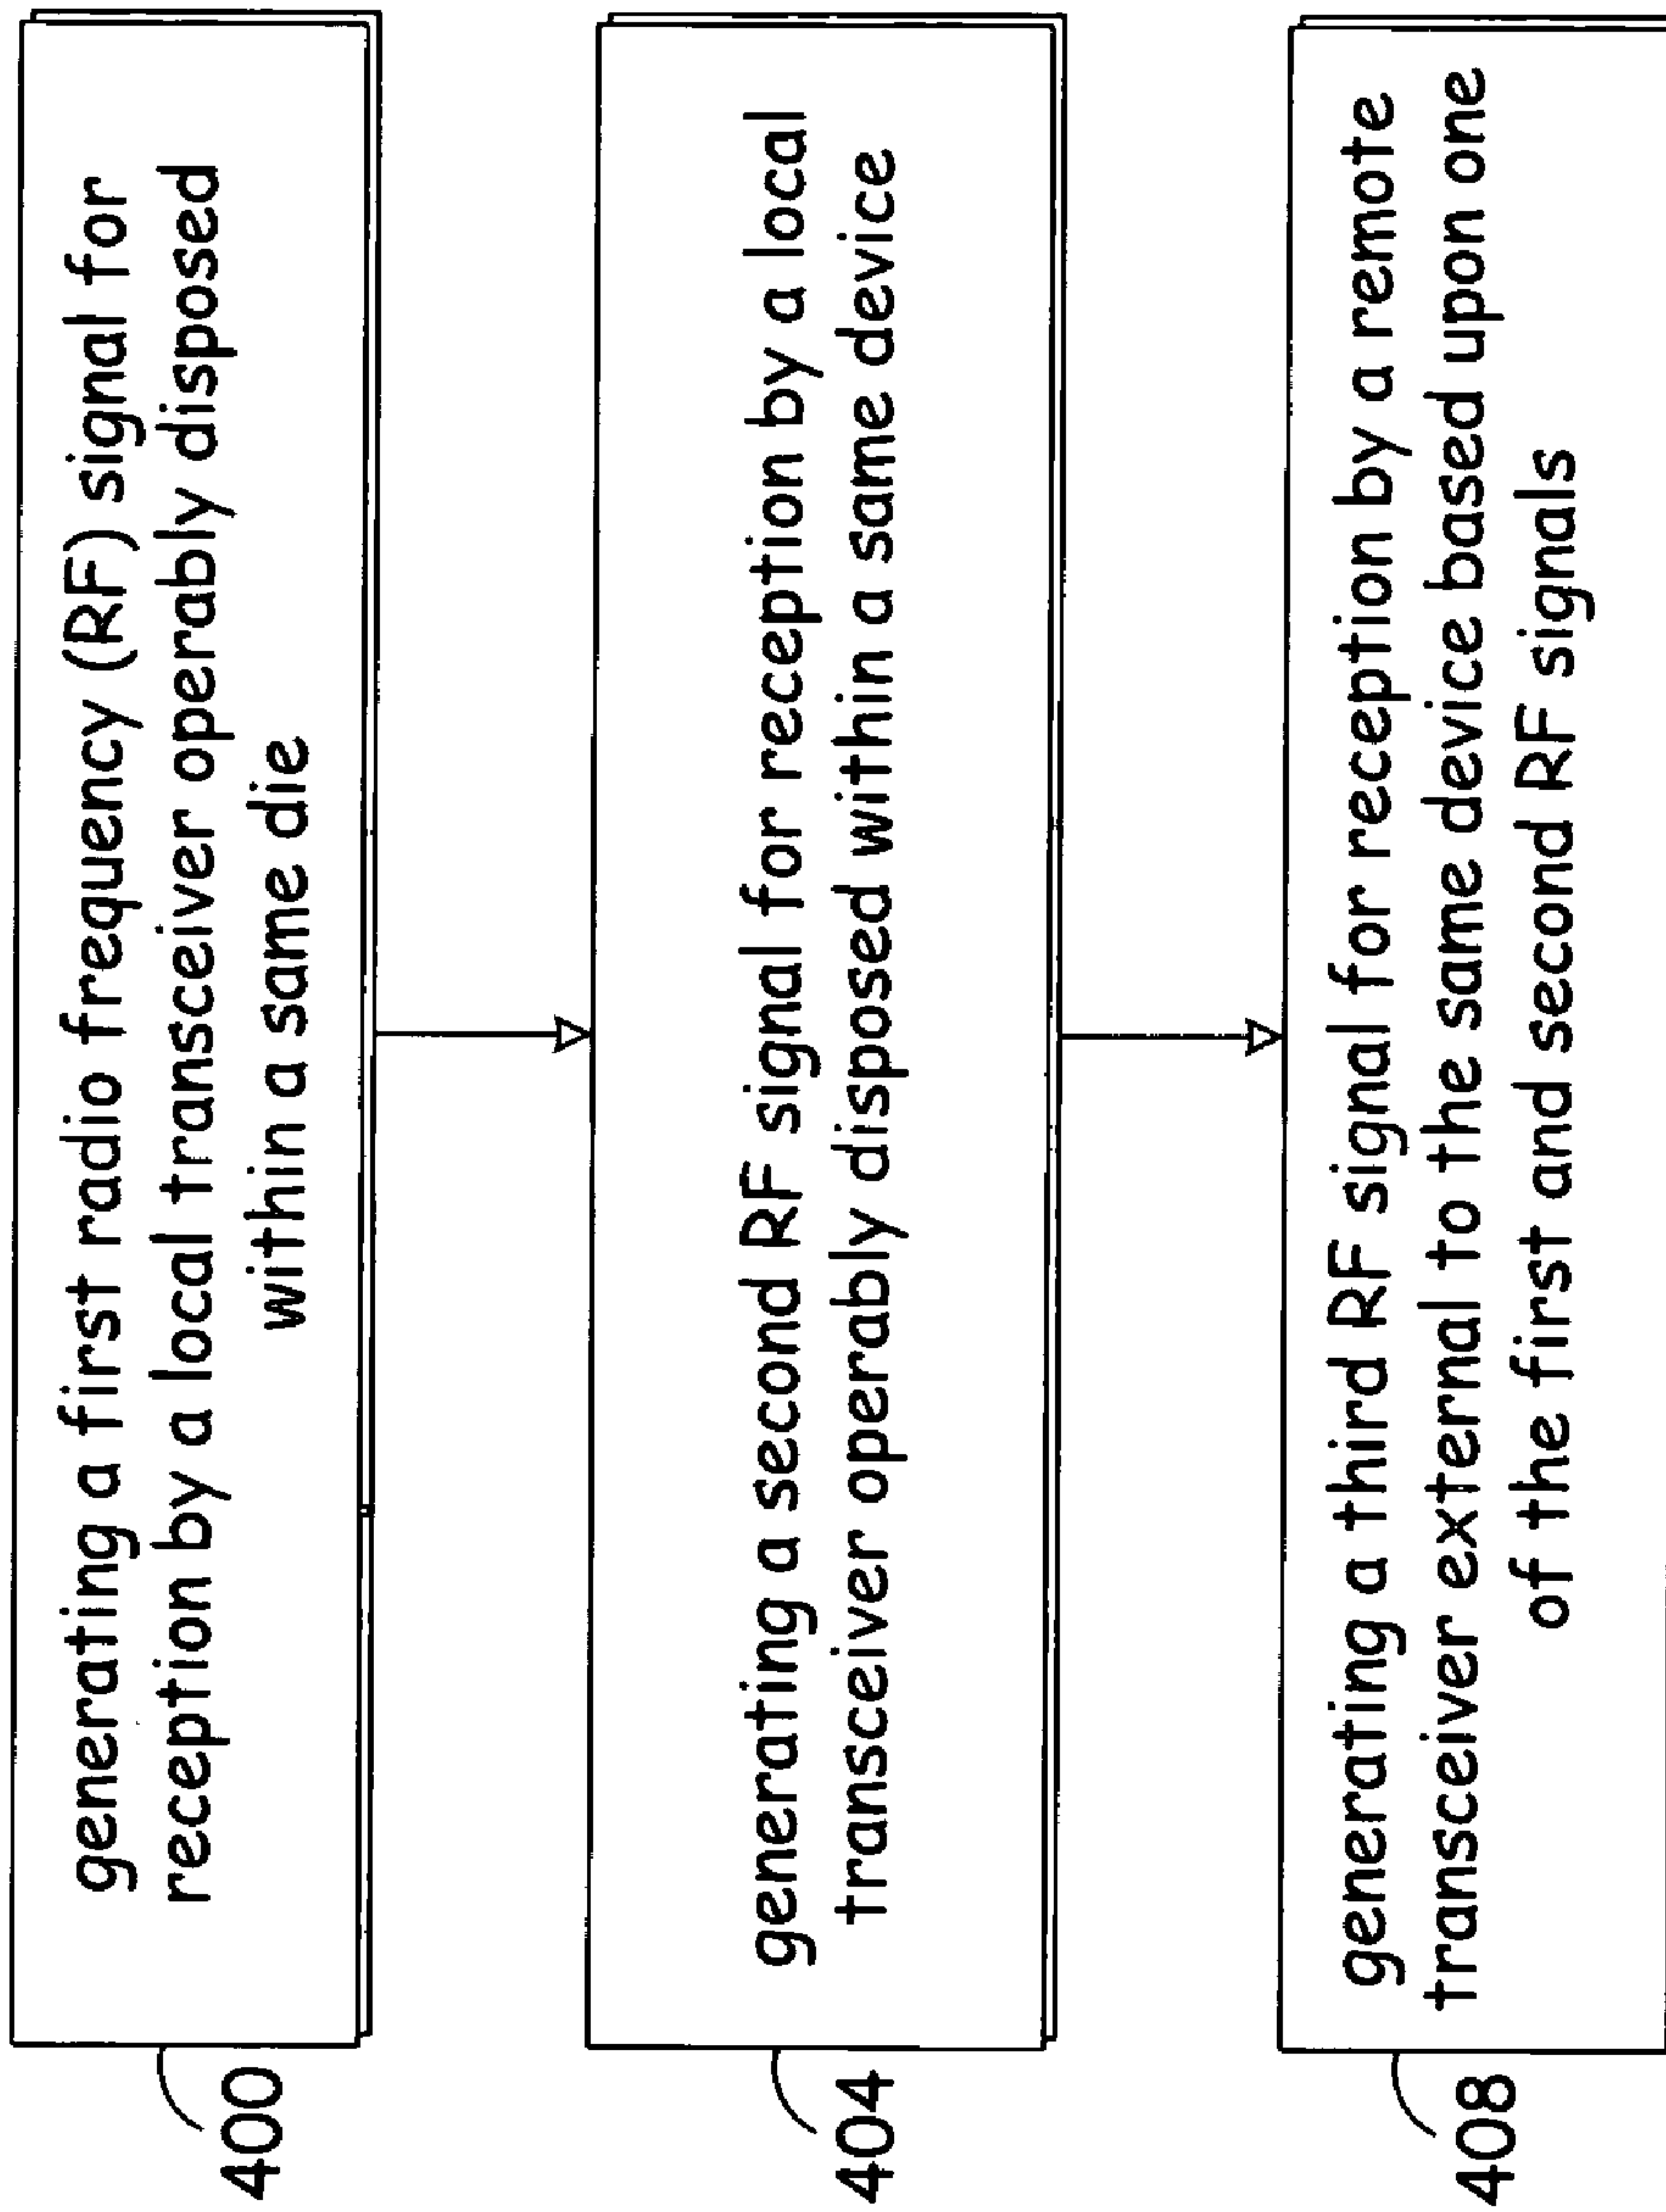 generating a first radio frequency (RF) signal for
reception by a local transceiver operably disposed
within a same die
400
generating a second RF signal for reception by a local
transceiver operably disposed within a same device
404
generating a third RF signal for reception by a remote
transceiver external to the same device based upon one
of the first and second RF signals
408